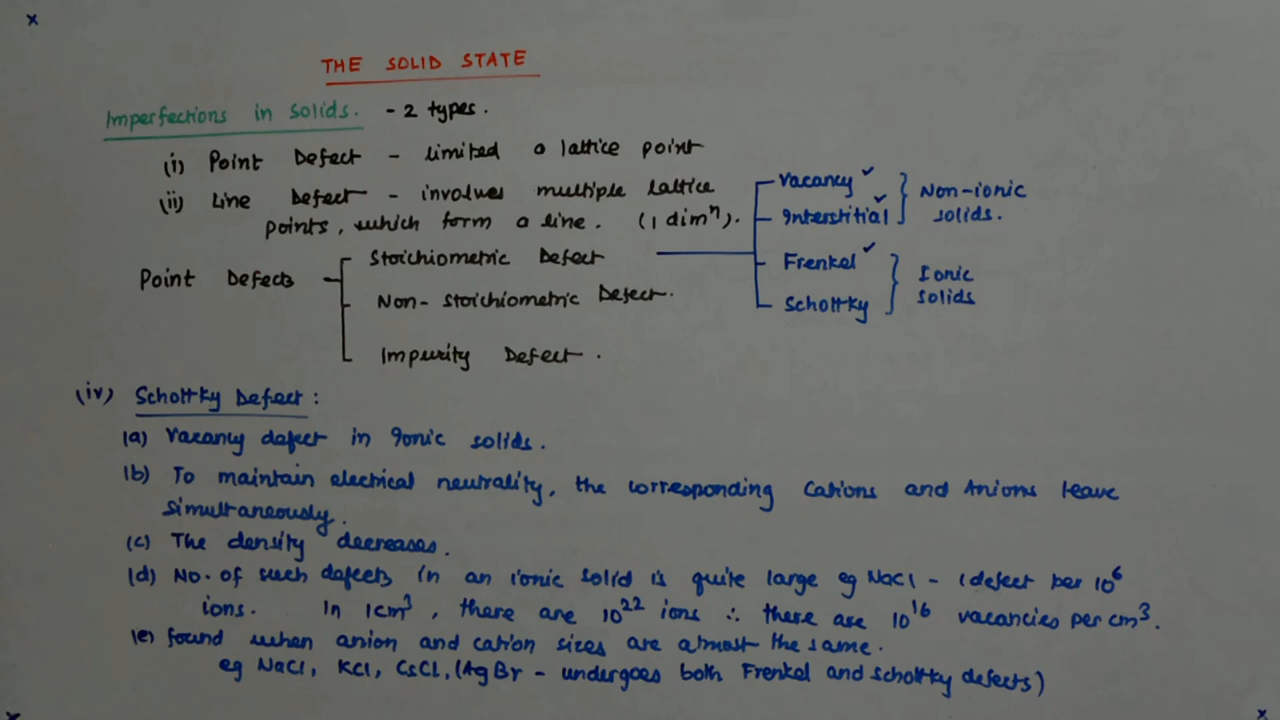 THE SOLID STATE
Imperfections in solids. - 2 types.
(i) Point Defect - limited a lattice point
(ii) Line Defect - involves multiple lattice
points, which form a line. (1 dimⁿ).
Point Defects
Stoichiometric Defect
Non-Stoichiometric Defect.
Impurity Defect.
Vacancy ✓
Interstitial ✓
Non-ionic
solids.
Frenkel ✓
Schottky
Ionic
solids
(iv) Schottky Defect:
(a) Vacancy defect in Ionic solids.
(b) To maintain electrical neutrality, the corresponding Cations and Anions leave
simultaneously.
(c) The density decreases.
(d) No. of such defects in an ionic solid is quite large eg NaCl - 1 defect per 10⁶
ions. In 1cm³, there are 10²² ions ∴ there are 10¹⁶ vacancies per cm³.
(e) found when anion and cation sizes are almost the same.
eg NaCl, KCl, CsCl, (AgBr - undergoes both Frenkel and Schottky defects)